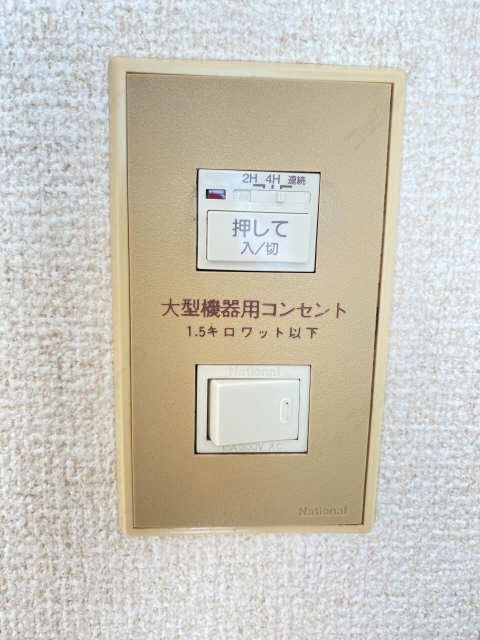 2H 4H 連続
押して
入/切
大型機器用コンセント
1.5キロワット以下
National
National